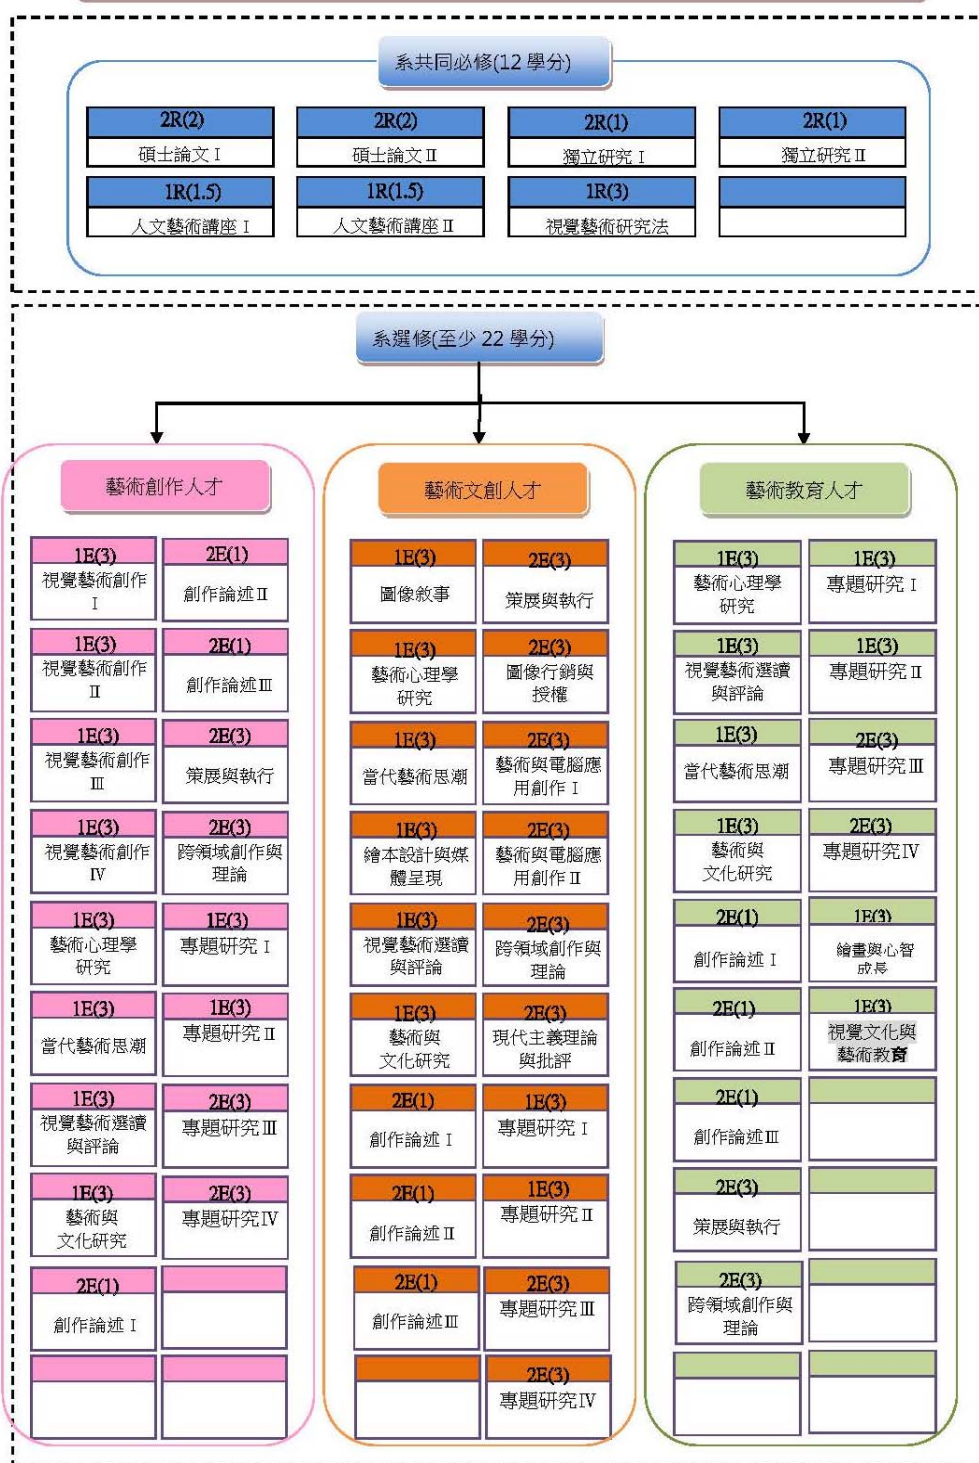 系共同必修(12 學分)
2R(2)
碩士論文 I
2R(2)
碩士論文 II
2R(1)
獨立研究 I
2R(1)
獨立研究 II
1R(1.5)
人文藝術講座 I
1R(1.5)
人文藝術講座 II
1R(3)
視覺藝術研究法
系選修(至少 22 學分)
藝術創作人才
1E(3)
視覺藝術創作
I
2E(1)
創作論述 II
1E(3)
視覺藝術創作
II
2E(1)
創作論述 III
1E(3)
視覺藝術創作
III
2E(3)
策展與執行
1E(3)
視覺藝術創作
IV
2E(3)
跨領域創作與
理論
1E(3)
藝術心理學
研究
1E(3)
專題研究 I
1E(3)
當代藝術思潮
1E(3)
專題研究 II
1E(3)
視覺藝術選讀
與評論
2E(3)
專題研究 III
1E(3)
藝術與
文化研究
2E(3)
專題研究 IV
2E(1)
創作論述 I
藝術文創人才
1E(3)
圖像敘事
2E(3)
策展與執行
1E(3)
藝術心理學
研究
2E(3)
圖像行銷與
授權
1E(3)
當代藝術思潮
2E(3)
藝術與電腦應
用創作 I
1E(3)
繪本設計與媒
體呈現
2E(3)
藝術與電腦應
用創作 II
1E(3)
視覺藝術選讀
與評論
2E(3)
跨領域創作與
理論
1E(3)
藝術與
文化研究
2E(3)
現代主義理論
與批評
2E(1)
創作論述 I
1E(3)
專題研究 I
2E(1)
創作論述 II
1E(3)
專題研究 II
2E(1)
創作論述 III
2E(3)
專題研究 III
2E(3)
專題研究 IV
藝術教育人才
1E(3)
藝術心理學
研究
1E(3)
專題研究 I
1E(3)
視覺藝術選讀
與評論
1E(3)
專題研究 II
1E(3)
當代藝術思潮
2E(3)
專題研究 III
1E(3)
藝術與
文化研究
2E(3)
專題研究 IV
2E(1)
創作論述 I
1E(3)
繪畫與心智
成長
2E(1)
創作論述 II
1E(3)
視覺文化與
藝術教育
2E(1)
創作論述 III
2E(3)
策展與執行
2E(3)
跨領域創作與
理論